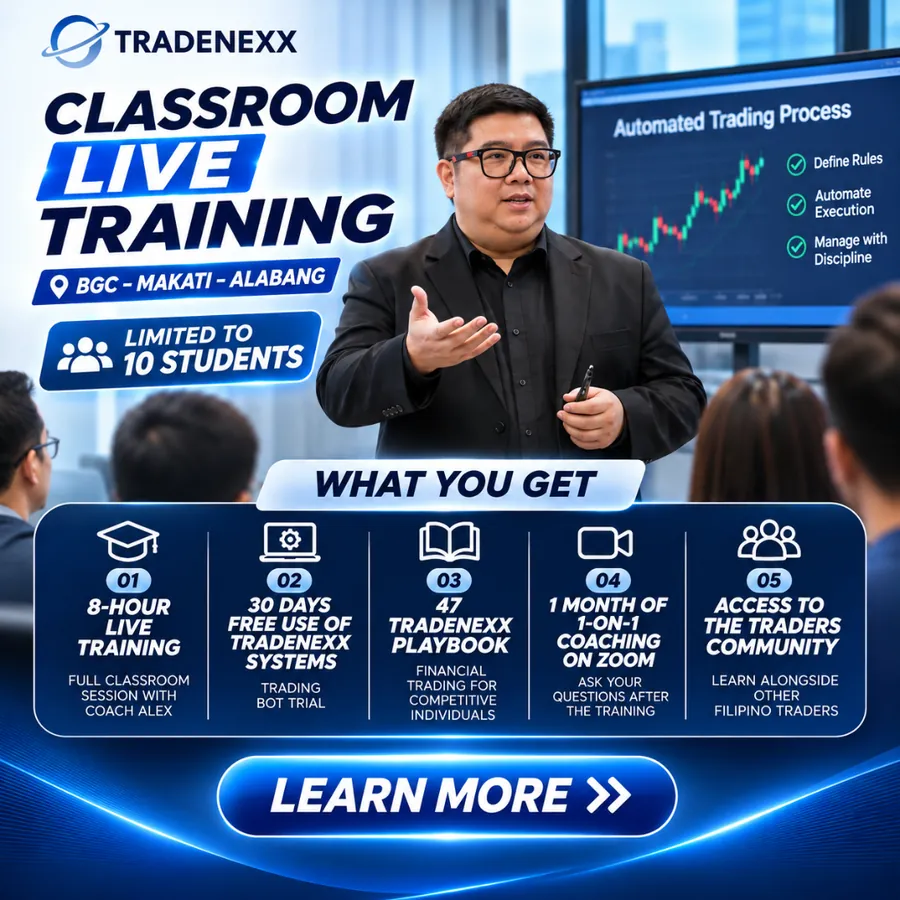 TRADENEXX
CLASSROOM
LIVE
TRAINING
BGC - MAKATI - ALABANG
LIMITED TO
10 STUDENTS
Automated Trading Process
Define Rules
Automate
Execution
Manage with
Discipline
WHAT YOU GET
01
8-HOUR
LIVE
TRAINING
FULL CLASSROOM
SESSION WITH
COACH ALEX
02
30 DAYS
FREE USE OF
TRADENEXX
SYSTEMS
TRADING
BOT TRIAL
03
47
TRADENEXX
PLAYBOOK
FINANCIAL
TRADING FOR
COMPETITIVE
INDIVIDUALS
04
1 MONTH OF
1-ON-1
COACHING
ON ZOOM
ASK YOUR
QUESTIONS AFTER
THE TRAINING
05
ACCESS TO
THE TRADERS
COMMUNITY
LEARN ALONGSIDE
OTHER
FILIPINO TRADERS
LEARN MORE >>